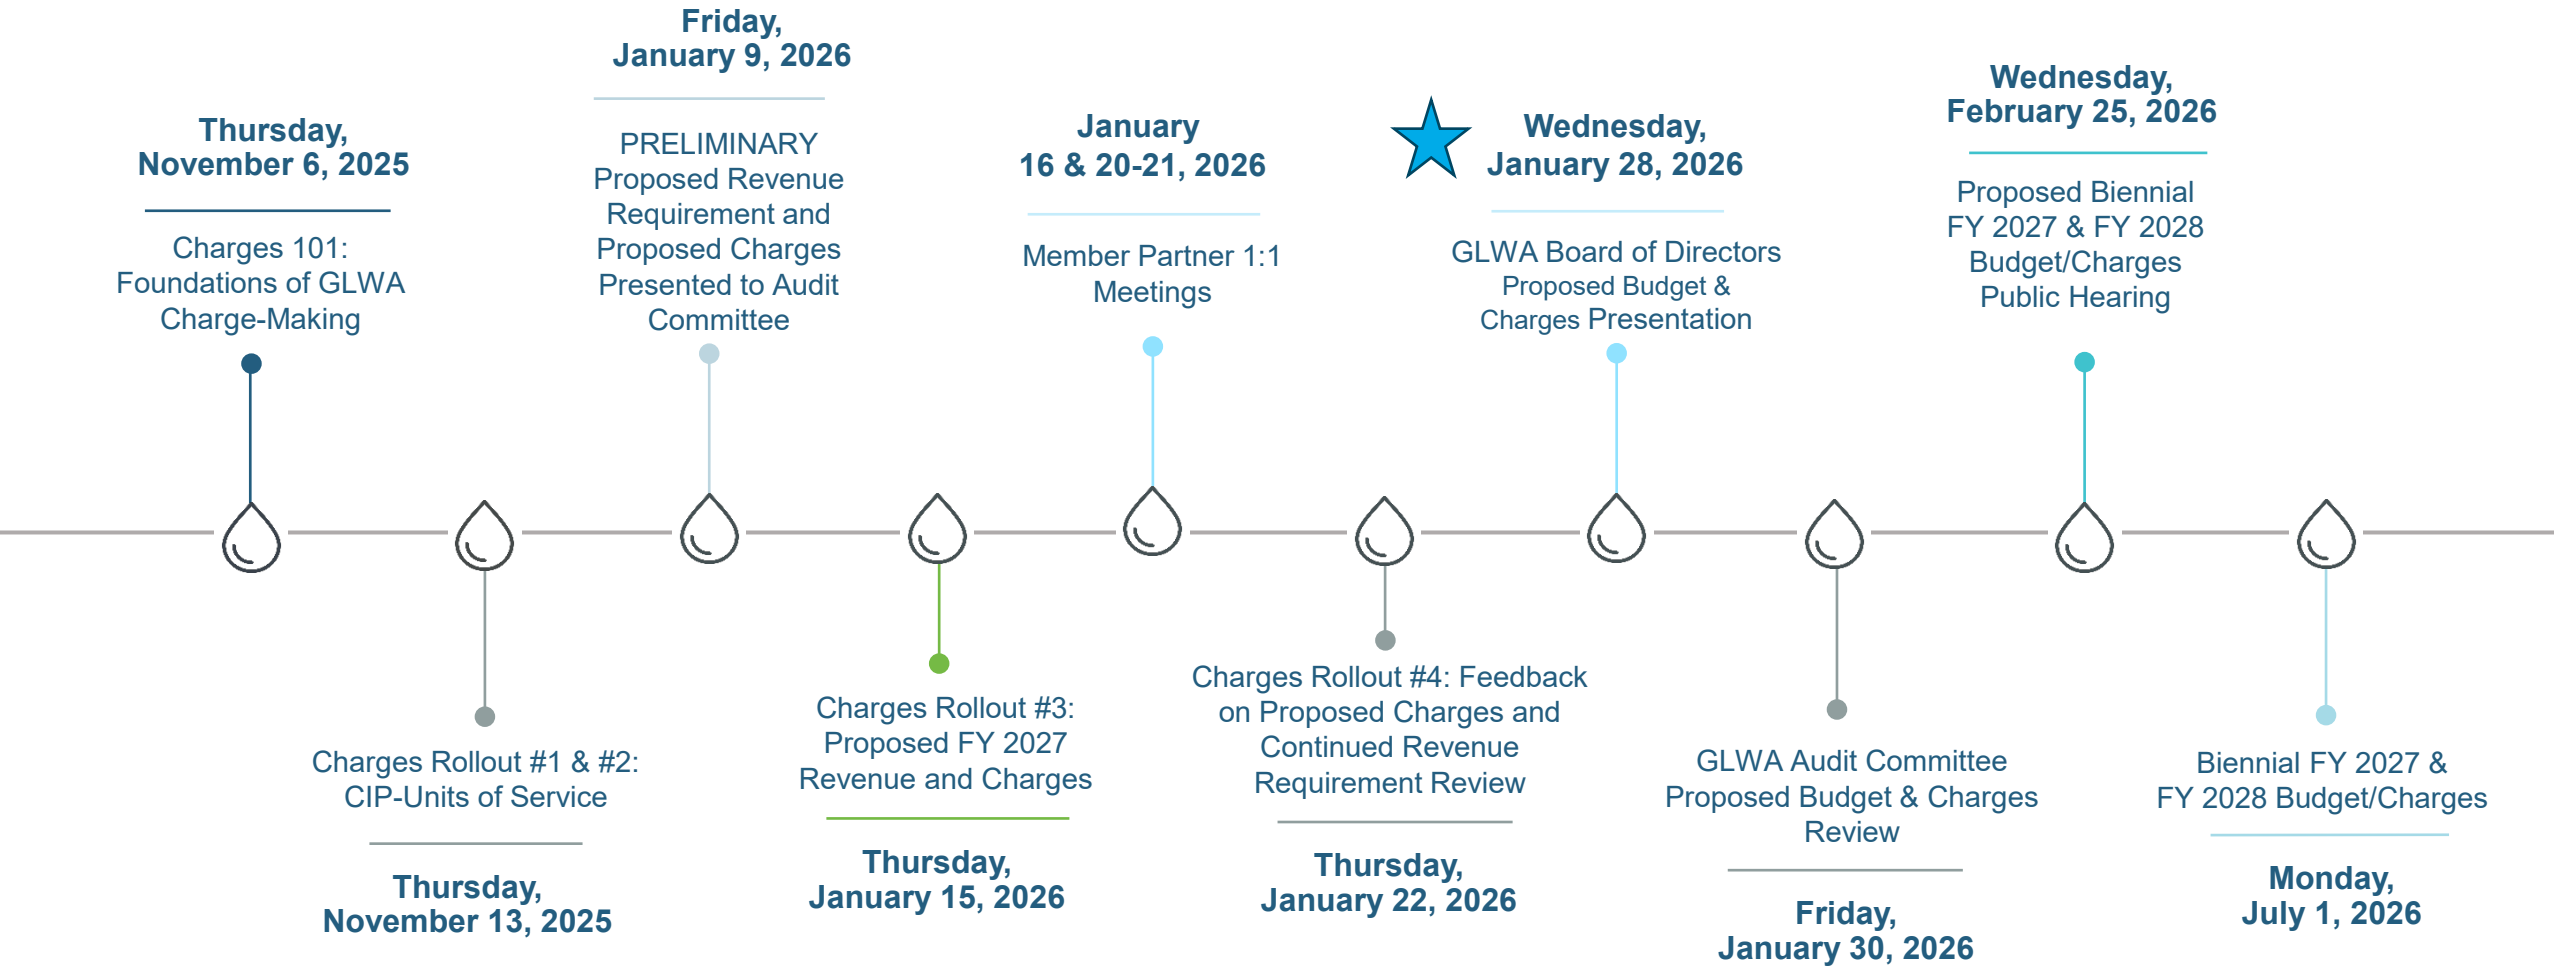 Thursday,
November 6, 2025
Charges 101:
Foundations of GLWA
Charge-Making
Charges Rollout #1 & #2:
CIP-Units of Service
Thursday,
November 13, 2025
Friday,
January 9, 2026
PRELIMINARY
Proposed Revenue
Requirement and
Proposed Charges
Presented to Audit
Committee
Charges Rollout #3:
Proposed FY 2027
Revenue and Charges
Thursday,
January 15, 2026
January
16 & 20-21, 2026
Member Partner 1:1
Meetings
Charges Rollout #4: Feedback
on Proposed Charges and
Continued Revenue
Requirement Review
Thursday,
January 22, 2026
Wednesday,
January 28, 2026
GLWA Board of Directors
Proposed Budget &
Charges Presentation
GLWA Audit Committee
Proposed Budget & Charges
Review
Friday,
January 30, 2026
Wednesday,
February 25, 2026
Proposed Biennial
FY 2027 & FY 2028
Budget/Charges
Public Hearing
Biennial FY 2027 &
FY 2028 Budget/Charges
Monday,
July 1, 2026